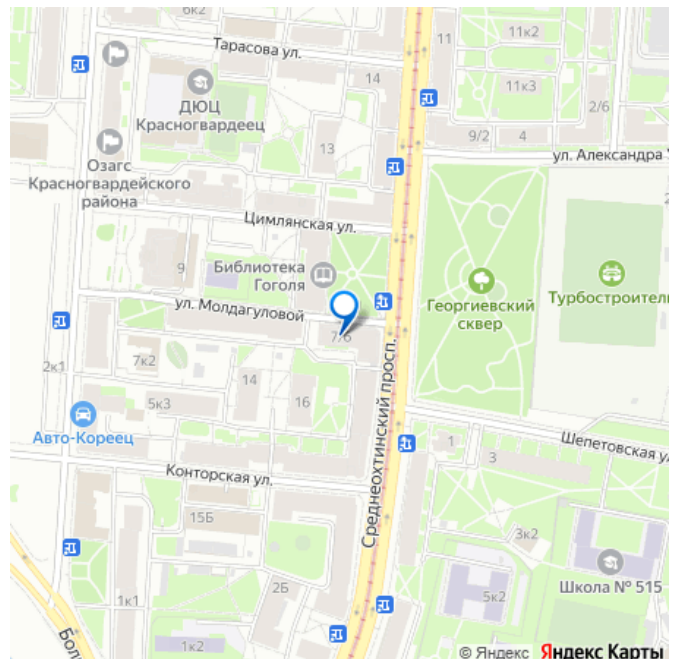 6к2
Тарасова ул.
11
11к2
14
11к3
2/6
ДЮЦ
Красногвардеец
13
9/2
4
ул. Александра
Озагс
Красногвардейского
района
Цимлянская ул.
9
Библиотека
Гоголя
Георгиевский
сквер
Турбостроитель
ул. Молдагуловой
7/6
2к1
7к2
14
5к3
16
Авто-Кореец
Среднеохтинский просп.
1
Шепетовская ул
3
Конторская ул.
15Б
3к2
2Б
Школа № 515
1к1
5к2
1к2
Бол
© Яндекс Яндекс Карты